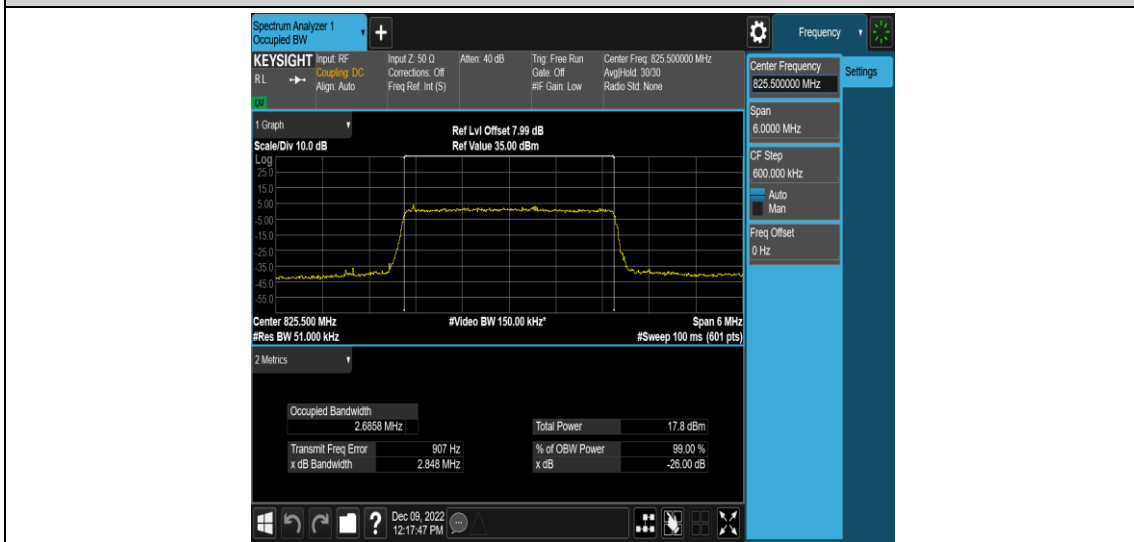 Spectrum Analyzer 1
Occupied BW
+
Frequency
KEYSIGHT
RL
Input: RF
Coupling: DC
Align: Auto
Input Z: 50 Ω
Corrections: Off
Freq Ref: Int (S)
Atten: 40 dB
Trig: Free Run
Gate: Off
#IF Gain: Low
Center Freq: 825.500000 MHz
Avg|Hold: 30/30
Radio Std: None
Center Frequency
825.500000 MHz
Settings
Span
6.0000 MHz
CF Step
600.000 kHz
Auto
Man
Freq Offset
0 Hz
1 Graph
Ref Lvl Offset 7.99 dB
Scale/Div 10.0 dB
Ref Value 35.00 dBm
Log
25.0
15.0
5.00
-5.00
-15.0
-25.0
-35.0
-45.0
-55.0
Center 825.500 MHz
#Video BW 150.00 kHz*
Span 6 MHz
#Res BW 51.000 kHz
#Sweep 100 ms (601 pts)
2 Metrics
Occupied Bandwidth
2.6858 MHz
Total Power 17.8 dBm
Transmit Freq Error 907 Hz
% of OBW Power 99.00 %
x dB Bandwidth 2.848 MHz
x dB -26.00 dB
?
Dec 09, 2022
12:17:47 PM